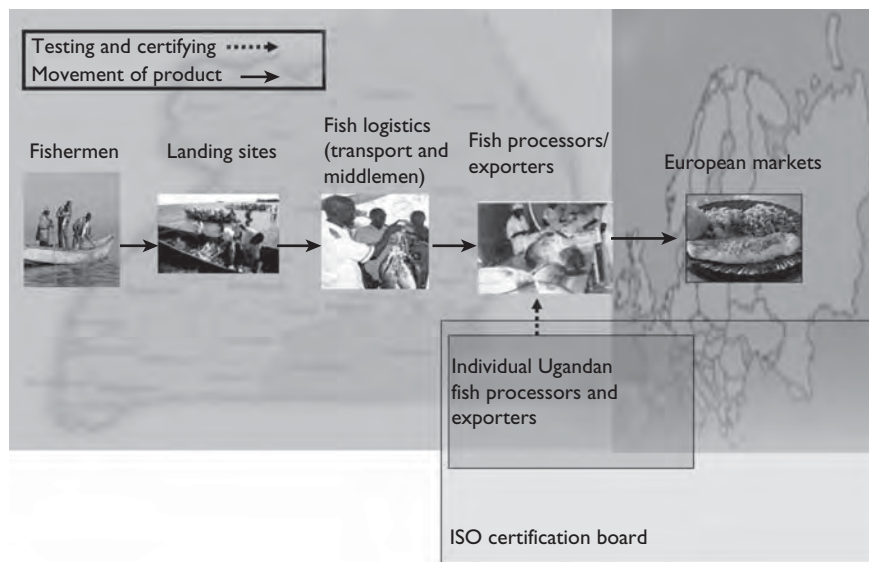 Testing and certifying
Movement of product
Fishermen
Landing sites
Fish logistics
(transport and
middlemen)
Fish processors/
exporters
European markets
Individual Ugandan
fish processors and
exporters
ISO certification board